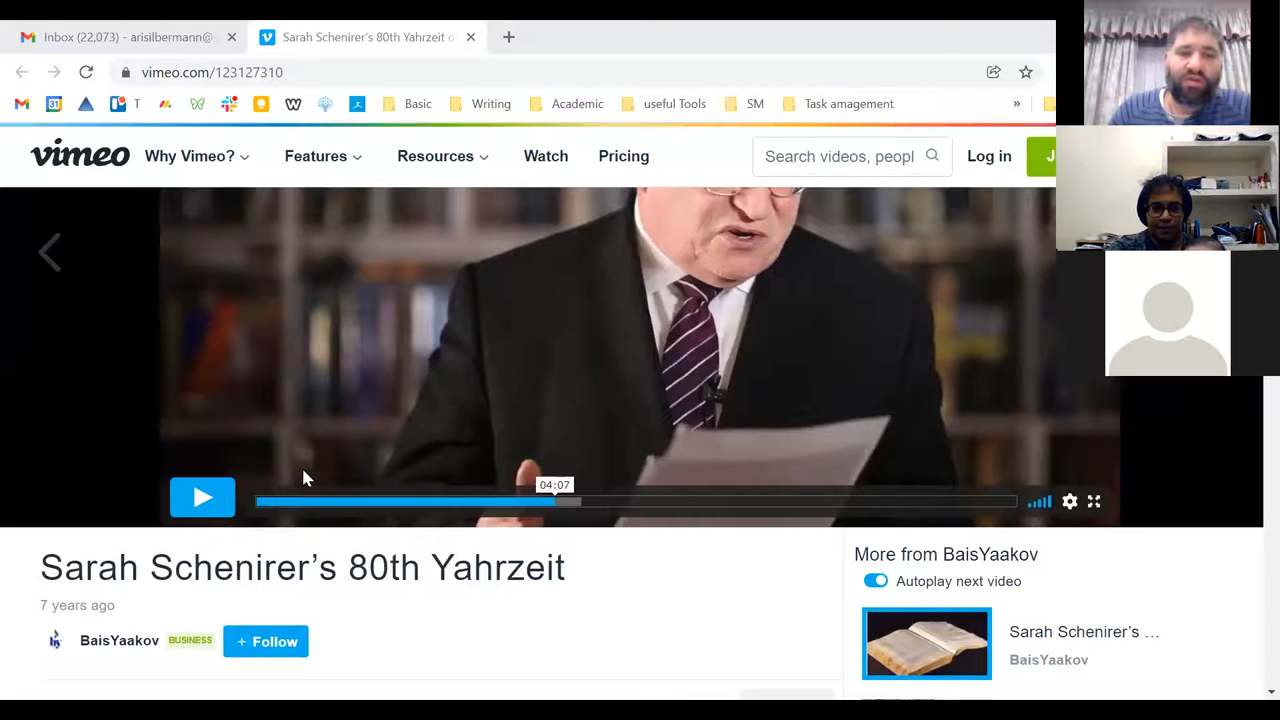 Inbox (22,073) - arisilbermann@
Sarah Schenirer's 80th Yahrzeit o
vimeo.com/123127310
31
T
Basic
Writing
Academic
useful Tools
SM
Task amagement
»
vimeo
Why Vimeo?
Features
Resources
Watch
Pricing
Search videos, peopl
Log in
J
04:07
Sarah Schenirer's 80th Yahrzeit
7 years ago
BaisYaakov
BUSINESS
+ Follow
More from BaisYaakov
Autoplay next video
Sarah Schenirer's ...
BaisYaakov